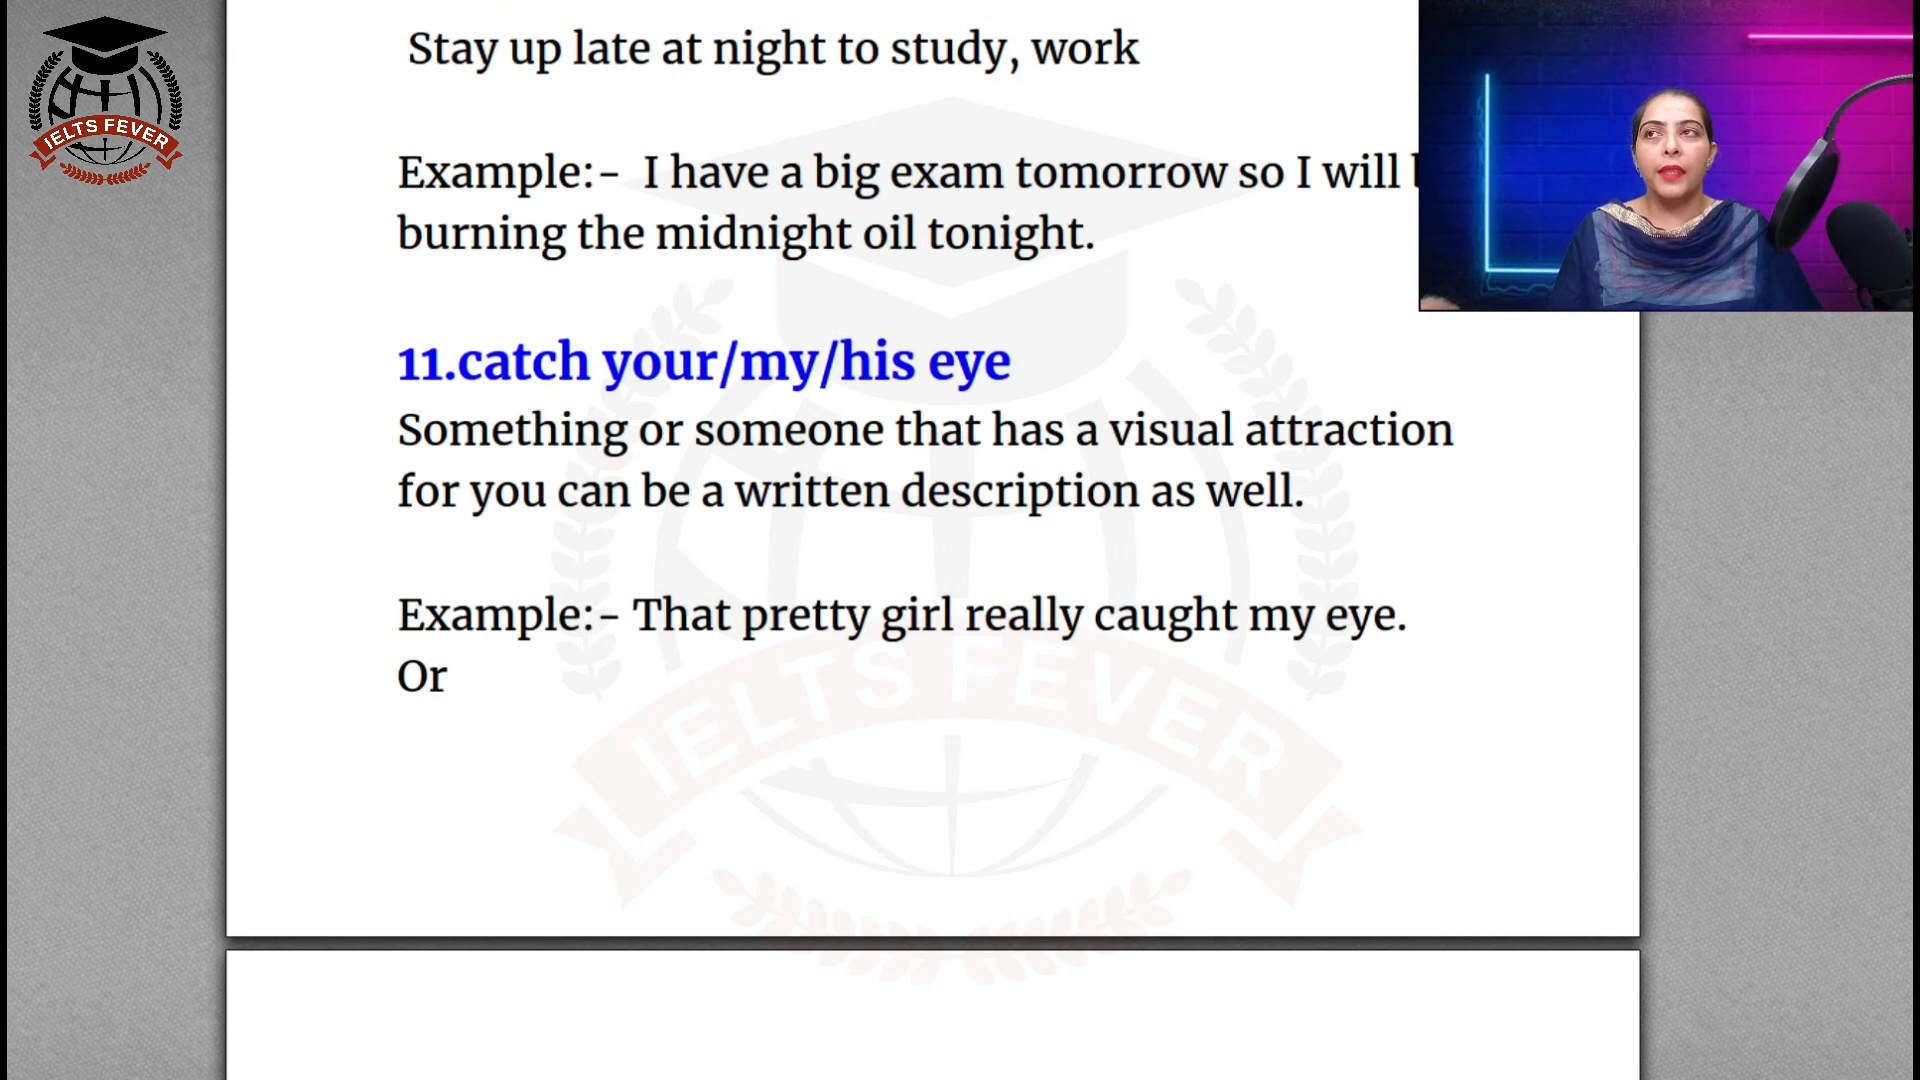 IELTS FEVER
Stay up late at night to study, work
Example:- I have a big exam tomorrow so I will
burning the midnight oil tonight.
11.catch your/my/his eye
Something or someone that has a visual attraction
for you can be a written description as well.
Example:- That pretty girl really caught my eye.
Or
IELTS FEVER